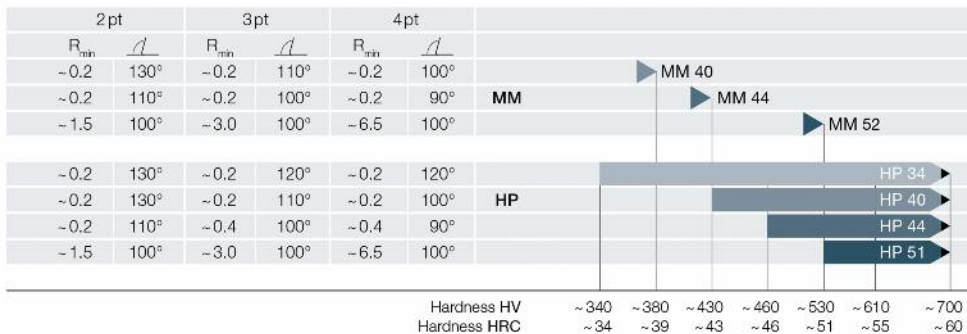 2pt 3pt 4pt
Rmin Rmin Rmin
~0.2 130° ~0.2 110° ~0.2 100° MM 40
~0.2 110° ~0.2 100° ~0.2 90° MM MM 44
~1.5 100° ~3.0 100° ~6.5 100° MM 52
~0.2 130° ~0.2 120° ~0.2 120° HP 34
~0.2 130° ~0.2 110° ~0.2 100° HP HP 40
~0.2 110° ~0.4 100° ~0.4 90° HP 44
~1.5 100° ~3.0 100° ~6.5 100° HP 51
Hardness HV ~340 ~380 ~430 ~460 ~530 ~610 ~700
Hardness HRC ~34 ~39 ~43 ~46 ~51 ~55 ~60